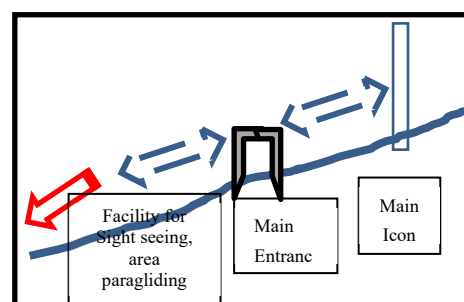 Facility for
Sight seeing,
area
paragliding
Main
Entranc
Main
Icon